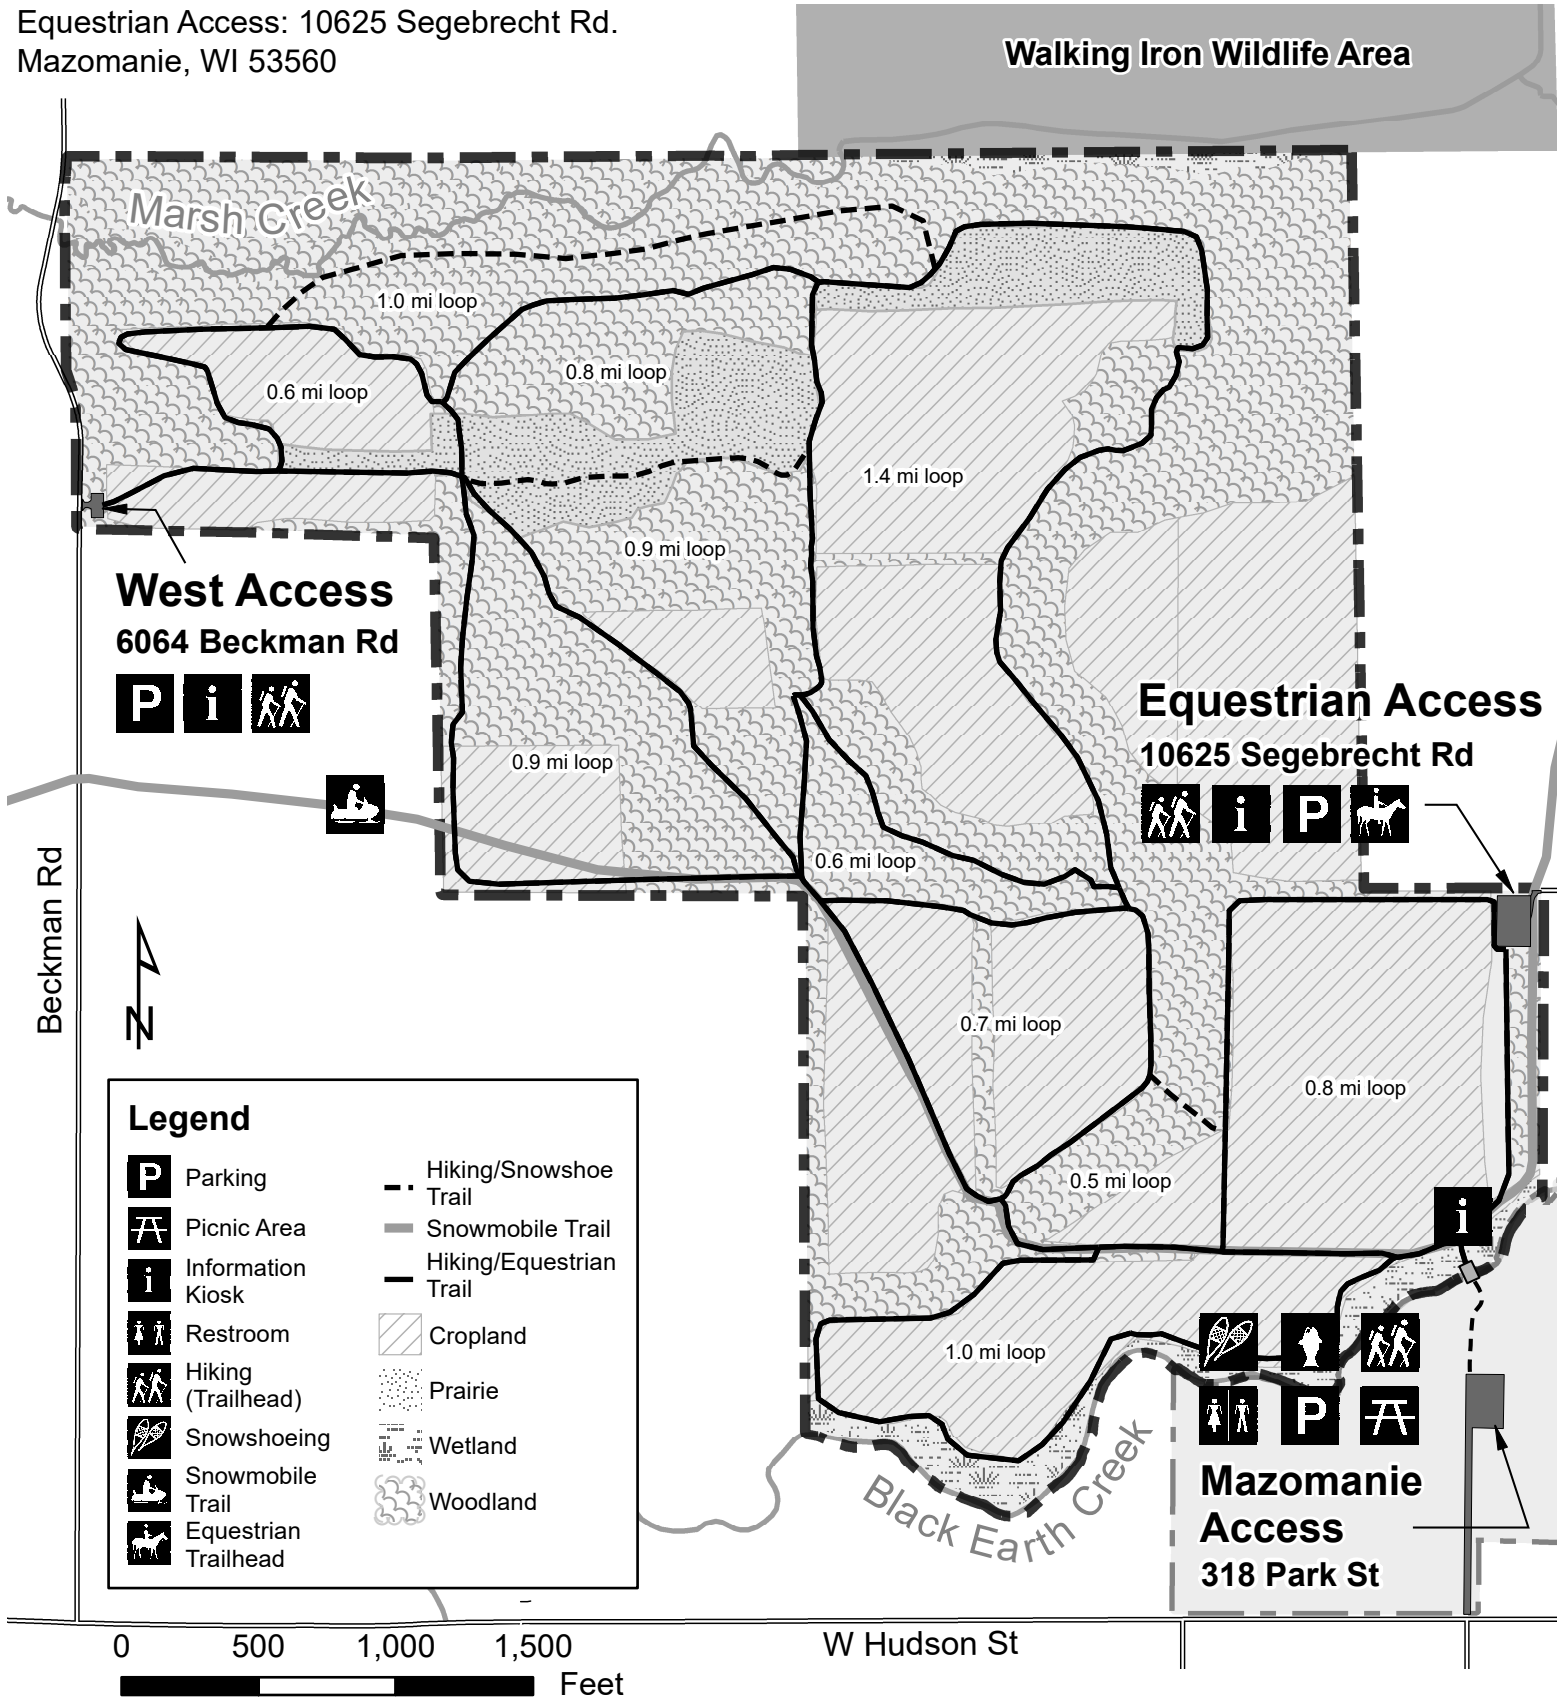 Equestrian Access: 10625 Segebrecht Rd.
Mazomanie, WI 53560
Walking Iron Wildlife Area
Marsh Creek
1.0 mi loop
0.8 mi loop
0.6 mi loop
1.4 mi loop
0.9 mi loop
West Access
6064 Beckman Rd
P i
Equestrian Access
10625 Segebrecht Rd
i P
0.9 mi loop
0.6 mi loop
Beckman Rd
N
0.7 mi loop
0.8 mi loop
0.5 mi loop
i
1.0 mi loop
P
Black Earth Creek
Mazomanie
Access
318 Park St
Legend
P Parking
Picnic Area
i Information
Kiosk
Restroom
Hiking
(Trailhead)
Snowshoeing
Snowmobile
Trail
Equestrian
Trailhead
Hiking/Snowshoe
Trail
Snowmobile Trail
Hiking/Equestrian
Trail
Cropland
Prairie
Wetland
Woodland
W Hudson St
0 500 1,000 1,500
Feet